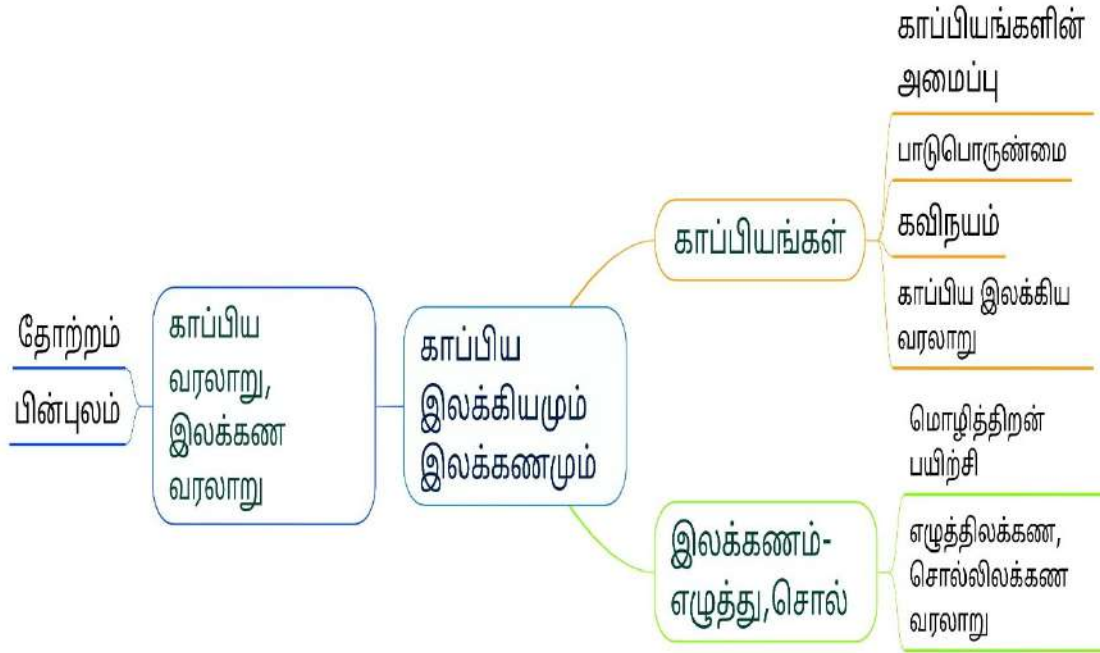 தோற்றம்
பின்புலம்
காப்பிய
வரலாறு,
இலக்கண
வரலாறு
காப்பிய
இலக்கியமும்
இலக்கணமும்
காப்பியங்கள்
காப்பியங்களின்
அமைப்பு
பாடுபொருண்மை
கவிநயம்
காப்பிய இலக்கிய
வரலாறு
இலக்கணம்-
எழுத்து,சொல்
மொழித்திறன்
பயிற்சி
எழுத்திலக்கண,
சொல்லிலக்கண
வரலாறு